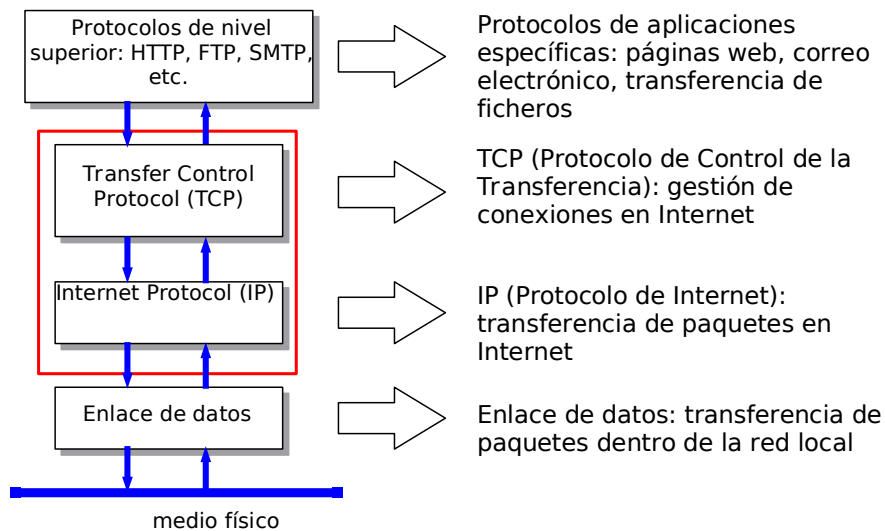 Protocolos de nivel
superior: HTTP, FTP, SMTP,
etc.
Protocolos de aplicaciones
específicas: páginas web, correo
electrónico, transferencia de
ficheros
Transfer Control
Protocol (TCP)
TCP (Protocolo de Control de la
Transferencia): gestión de
conexiones en Internet
Internet Protocol (IP)
IP (Protocolo de Internet):
transferencia de paquetes en
Internet
Enlace de datos
Enlace de datos: transferencia de
paquetes dentro de la red local
medio físico